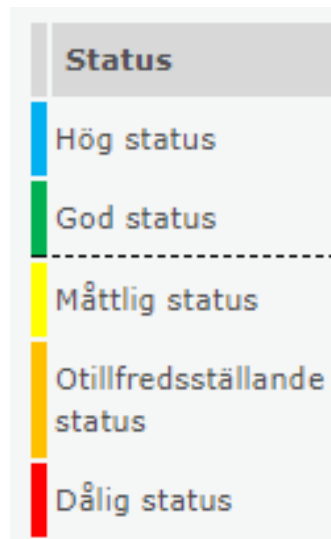 Status
Hög status
God status
Måttlig status
Otillfredsställande
status
Dålig status